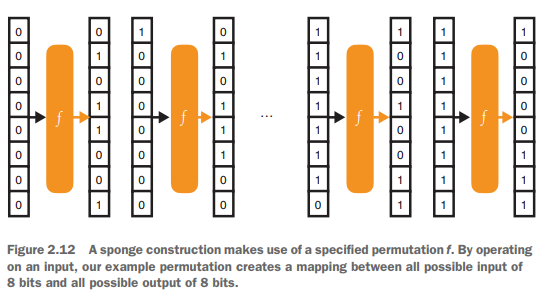 0 0 1 0 1 1 1 1
0 1 0 1 1 0 1 0
0 0 0 1 1 0 1 0
0 1 0 1 1 1 1 0
f f ... f f
0 1 0 1 1 0 1 0
0 0 0 1 1 0 1 1
0 0 0 0 1 1 1 1
0 1 0 0 0 1 1 1
Figure 2.12 A sponge construction makes use of a specified permutation f. By operating
on an input, our example permutation creates a mapping between all possible input of
8 bits and all possible output of 8 bits.